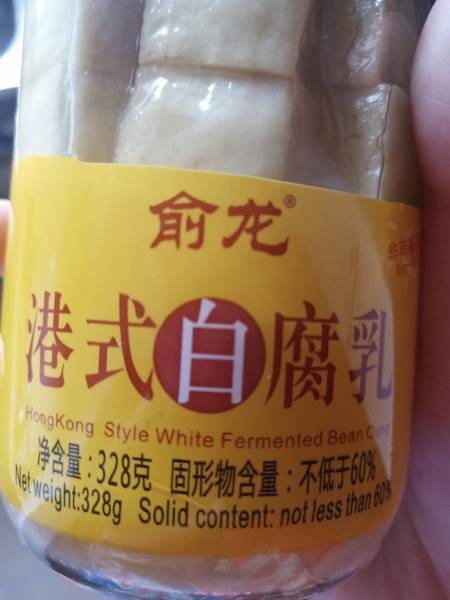 俞龙®
港式白腐乳
HongKong Style White Fermented Bean Curd
净含量:328克 固形物含量:不低于60%
Net weight:328g Solid content: not less than 60%